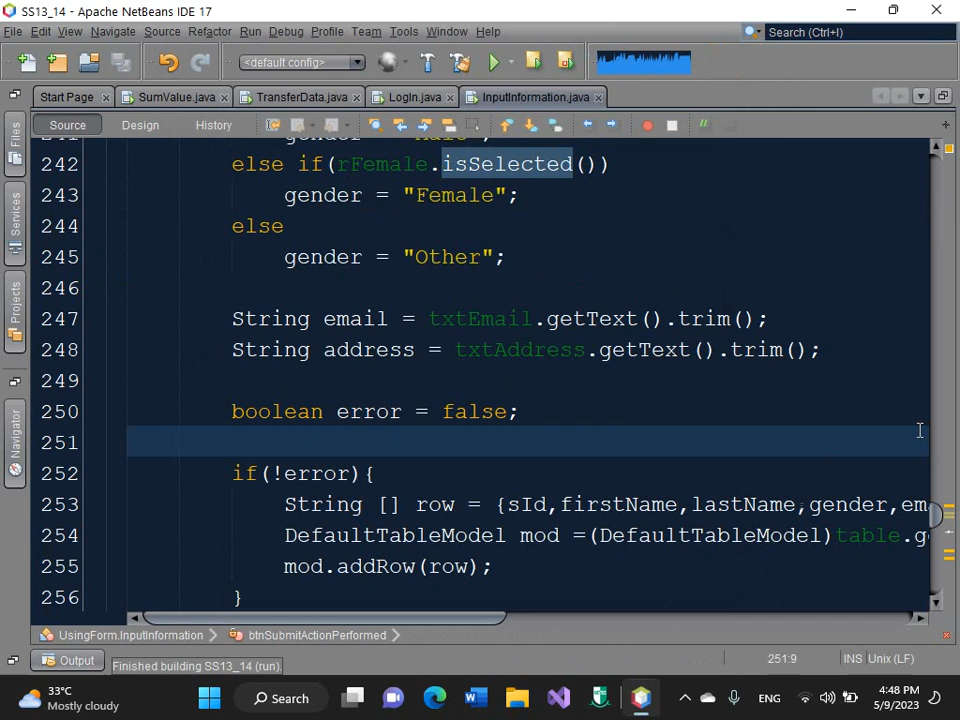 SS13_14 - Apache NetBeans IDE 17
File Edit View Navigate Source Refactor Run Debug Profile Team Tools Window Help
Search (Ctrl+I)
<default config>
Start Page
SumValue.java
TransferData.java
LogIn.java
InputInformation.java
Source
Design
History
Files
Services
Projects
Navigator
242 else if(rFemale.isSelected())
243 gender = "Female";
244 else
245 gender = "Other";
246
247 String email = txtEmail.getText().trim();
248 String address = txtAddress.getText().trim();
249
250 boolean error = false;
251
252 if(!error){
253 String [] row = {sId,firstName,lastName,gender,em
254 DefaultTableModel mod =(DefaultTableModel)table.g
255 mod.addRow(row);
256 }
UsingForm.InputInformation
btnSubmitActionPerformed
Output
Finished building SS13_14 (run).
251:9
INS
Unix (LF)
33°C
Mostly cloudy
Search
ENG
4:48 PM
5/9/2023